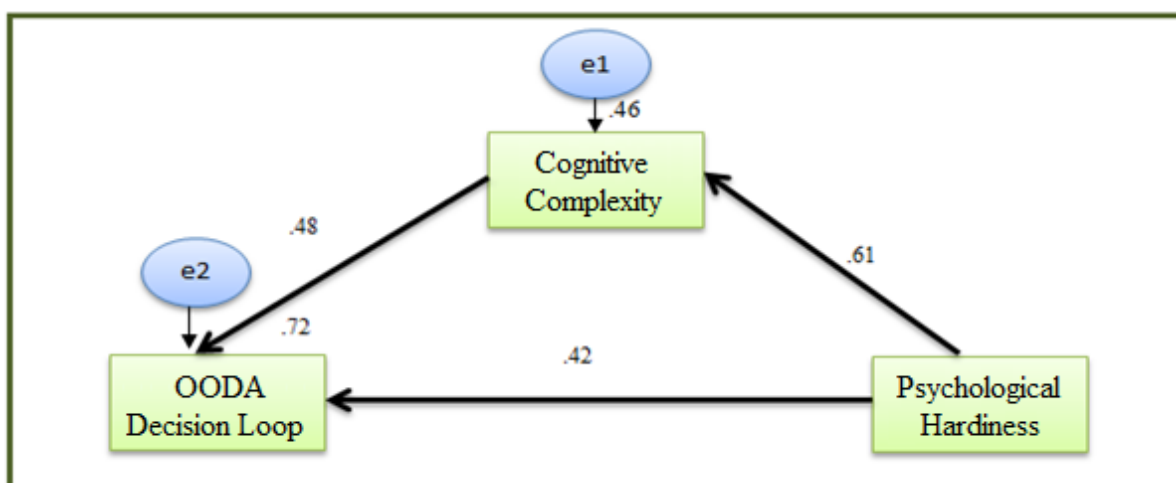 e1
.46
Cognitive
Complexity
.48
.61
e2
.72
.42
OODA
Decision Loop
Psychological
Hardiness